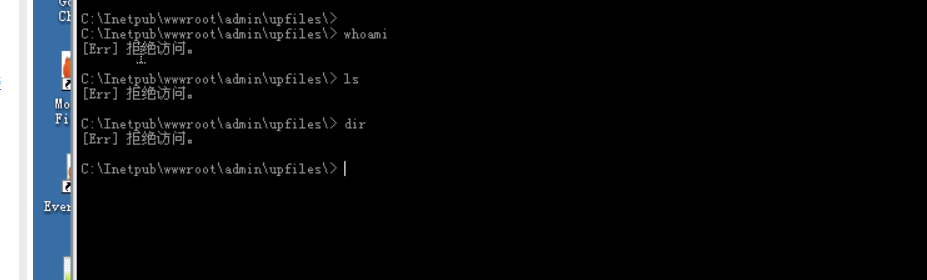 C:\Inetpub\wwwroot\admin\upfiles\>
C:\Inetpub\wwwroot\admin\upfiles\> whoami
[Err] 拒绝访问。
C:\Inetpub\wwwroot\admin\upfiles\> ls
[Err] 拒绝访问。
C:\Inetpub\wwwroot\admin\upfiles\> dir
[Err] 拒绝访问。
C:\Inetpub\wwwroot\admin\upfiles\>
Ch
Mo
Fi
Ever